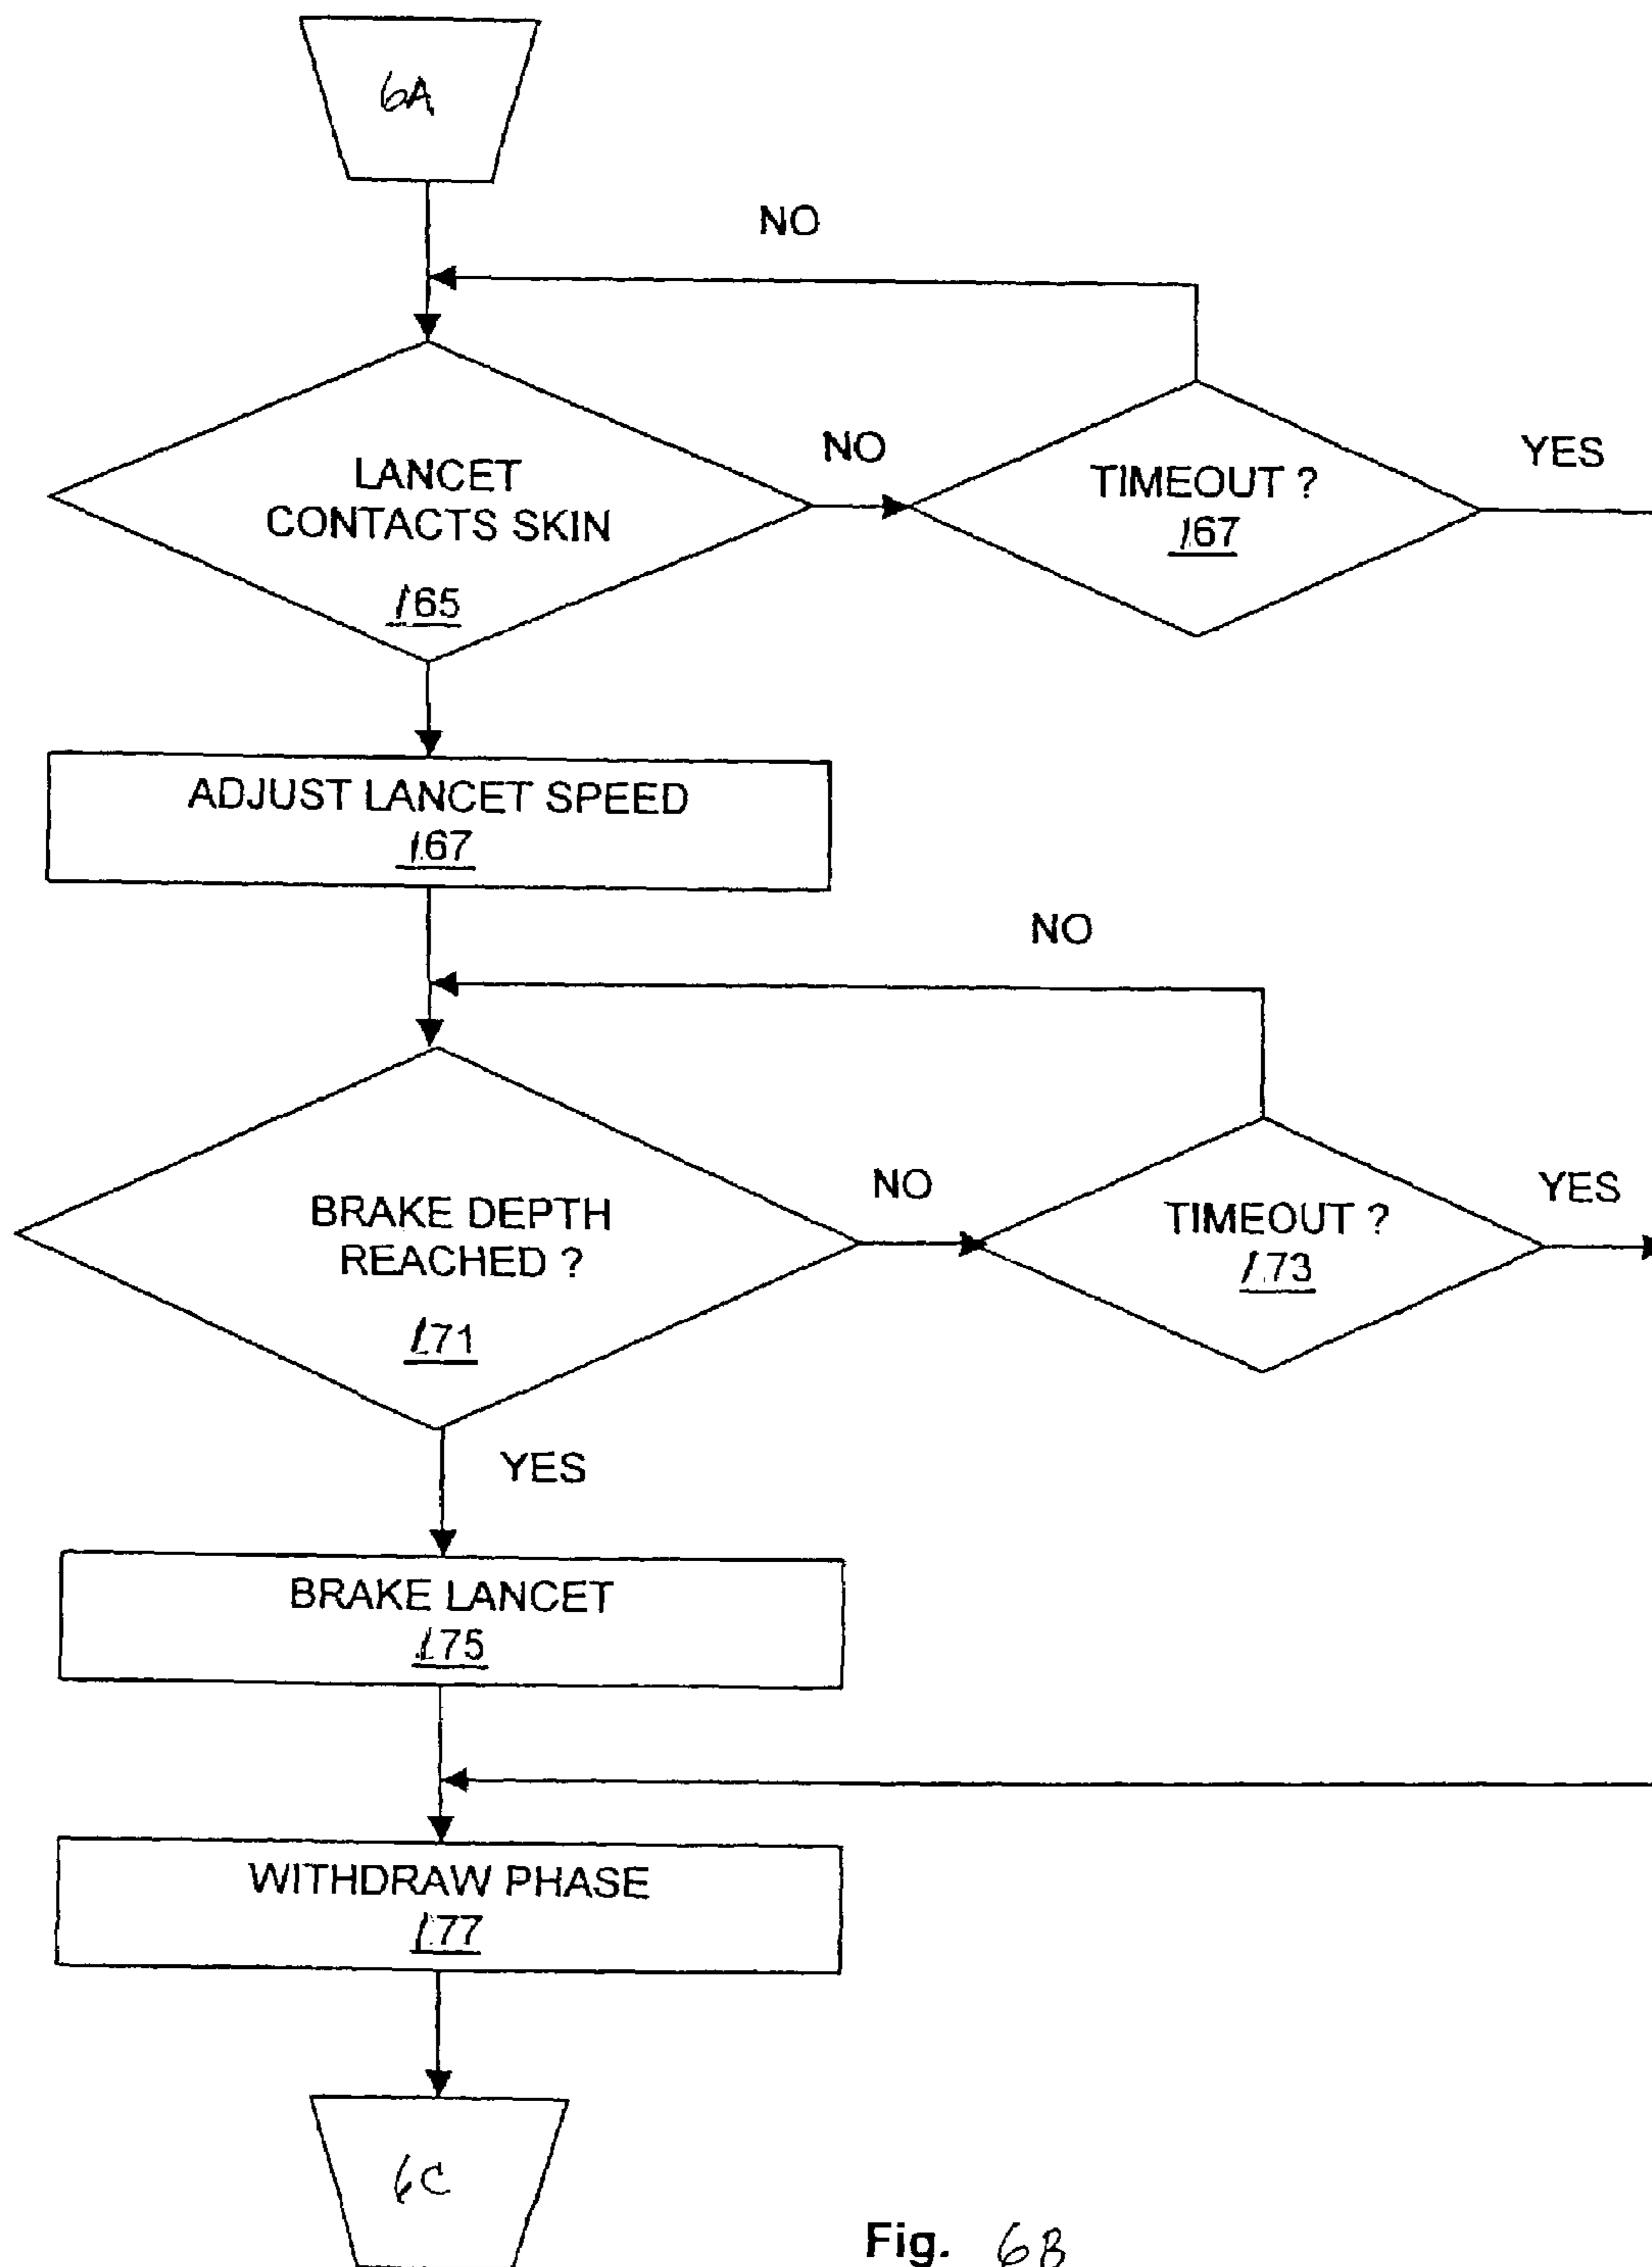 6A
NO
LANCET
CONTACTS SKIN
165
NO
TIMEOUT ?
167
YES
ADJUST LANCET SPEED
167
NO
BRAKE DEPTH
REACHED ?
171
NO
TIMEOUT ?
173
YES
YES
BRAKE LANCET
175
WITHDRAW PHASE
177
6C
Fig. 6B